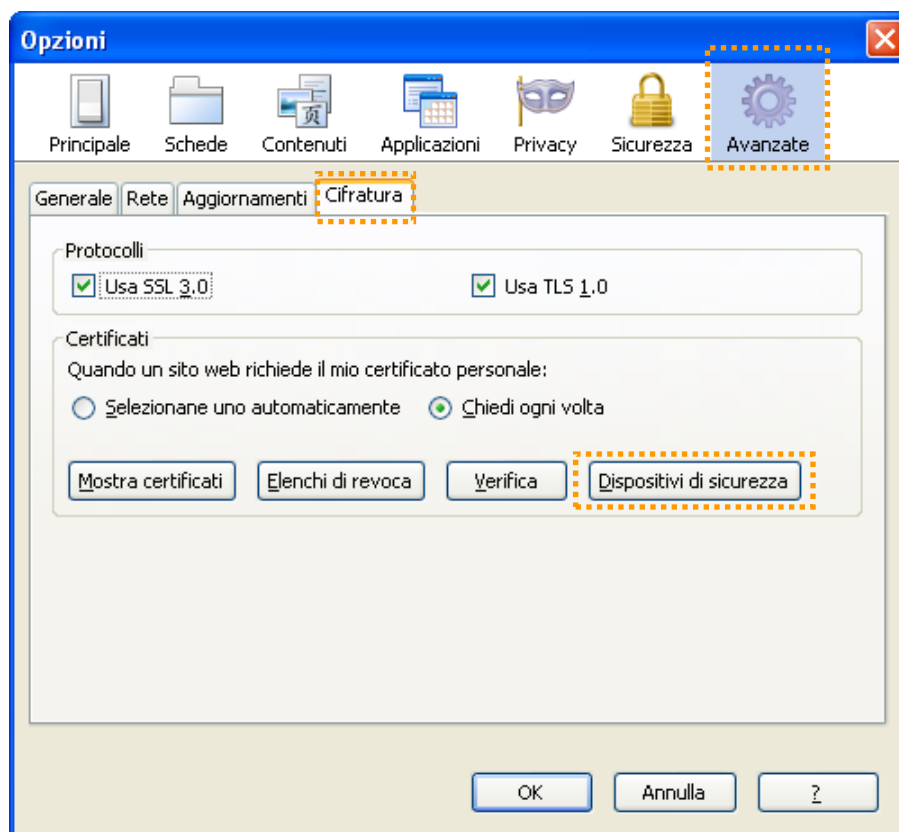 Opzioni
页
Principale Schede Contenuti Applicazioni Privacy Sicurezza Avanzate
Generale Rete Aggiornamenti Cifratura
Protocolli
Usa SSL 3.0 Usa TLS 1.0
Certificati
Quando un sito web richiede il mio certificato personale:
Selezionane uno automaticamente Chiedi ogni volta
Mostra certificati Elenchi di revoca Verifica Dispositivi di sicurezza
OK Annulla ?